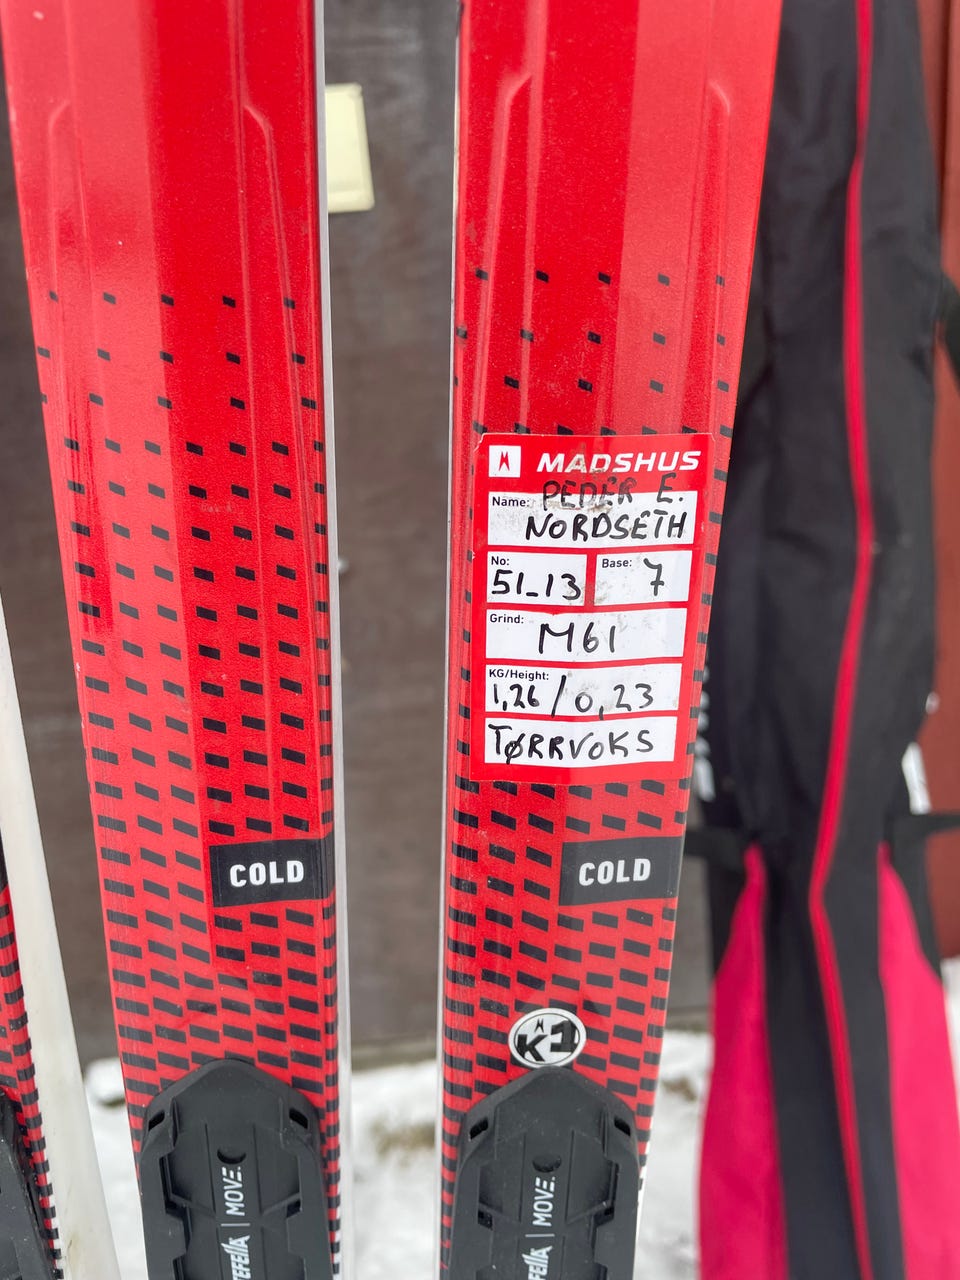 MADSHUS
Name: PEDER E.
NORDSETH
No: 51_13 Base: 7
Grind: M61
KG/Height:
1,26/0,23
TØRRVOKS
COLD
COLD
K1
MOVE.
MOVE.